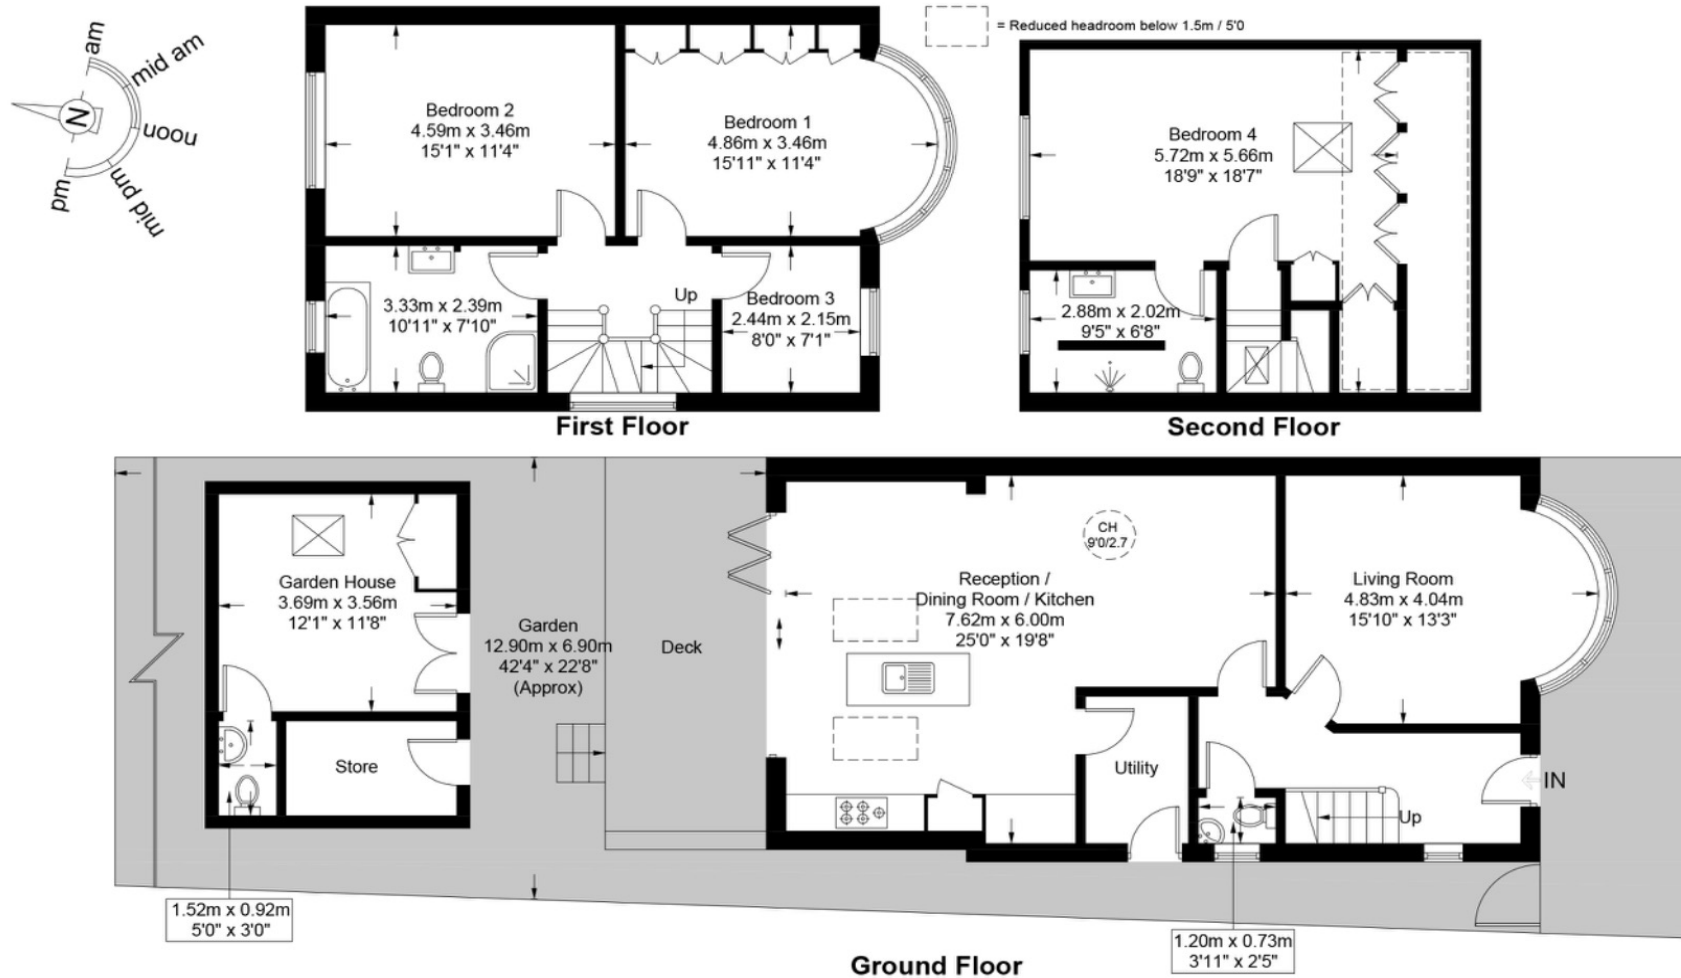 am
mid am
noon
mid pm
pm
N
= Reduced headroom below 1.5m / 5'0
Bedroom 2
4.59m x 3.46m
15'1" x 11'4"
Bedroom 1
4.86m x 3.46m
15'11" x 11'4"
3.33m x 2.39m
10'11" x 7'10"
Up
Bedroom 3
2.44m x 2.15m
8'0" x 7'1"
First Floor
Bedroom 4
5.72m x 5.66m
18'9" x 18'7"
2.88m x 2.02m
9'5" x 6'8"
Second Floor
Garden House
3.69m x 3.56m
12'1" x 11'8"
Store
1.52m x 0.92m
5'0" x 3'0"
Garden
12.90m x 6.90m
42'4" x 22'8"
(Approx)
Deck
CH
9'0/2.7
Reception /
Dining Room / Kitchen
7.62m x 6.00m
25'0" x 19'8"
Living Room
4.83m x 4.04m
15'10" x 13'3"
Utility
Up
IN
1.20m x 0.73m
3'11" x 2'5"
Ground Floor